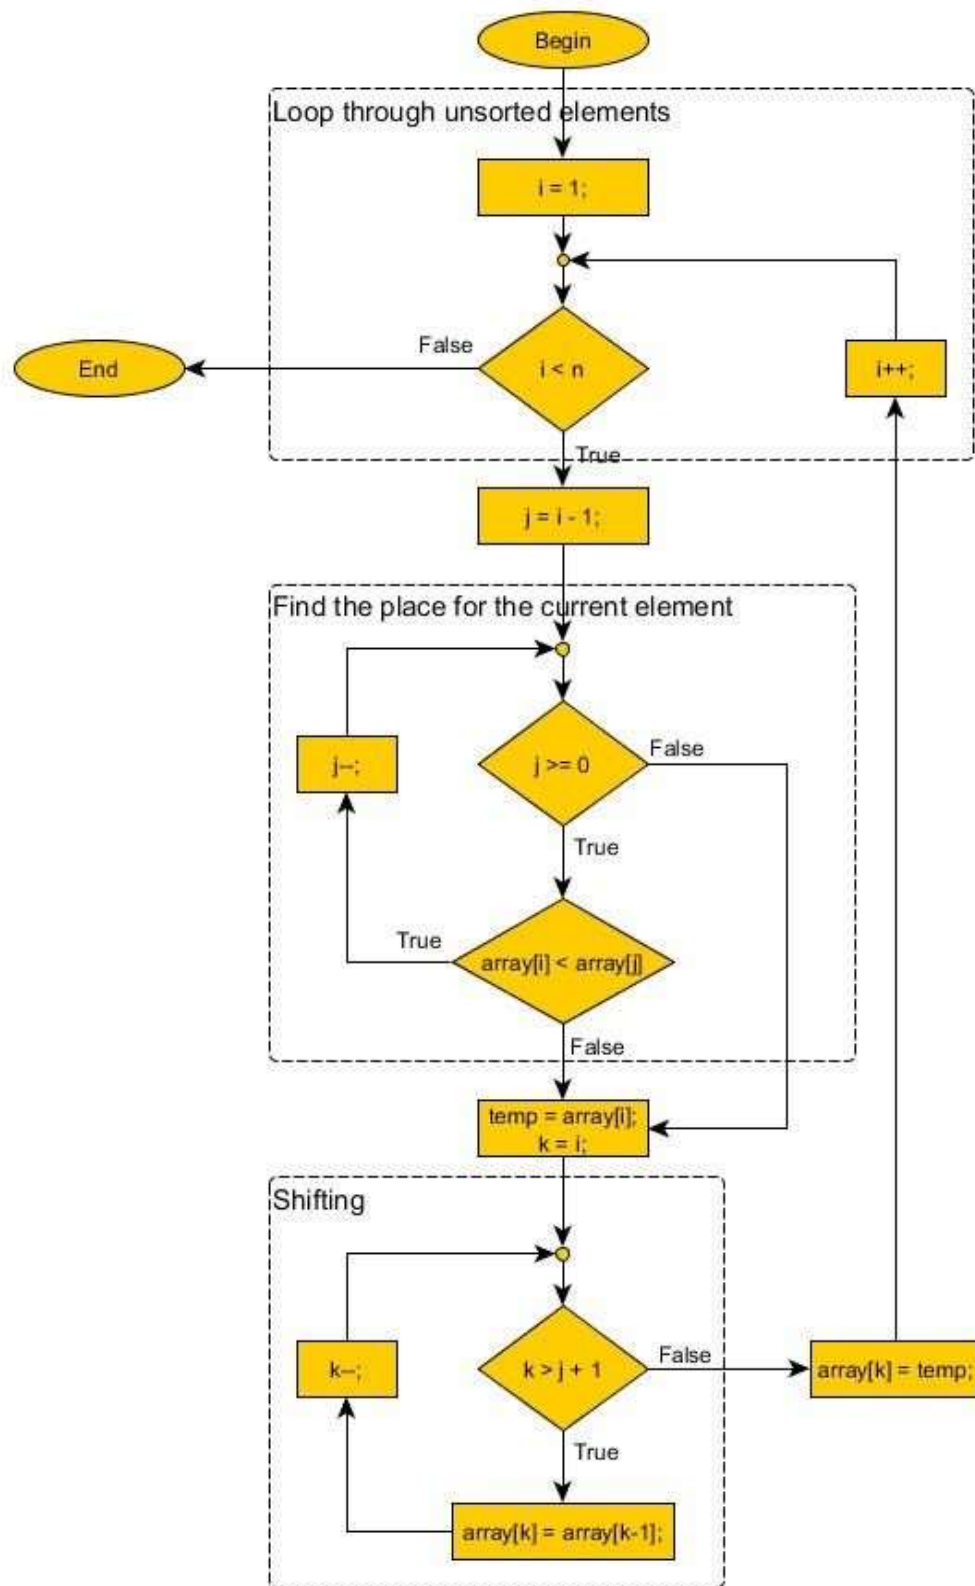 Begin
Loop through unsorted elements
i = 1;
False
End
i < n
i++;
True
j = i - 1;
Find the place for the current element
j--;
j >= 0
False
True
True
array[i] < array[j]
False
temp = array[i];
k = i;
Shifting
k--;
k > j + 1
False
array[k] = temp;
True
array[k] = array[k-1];